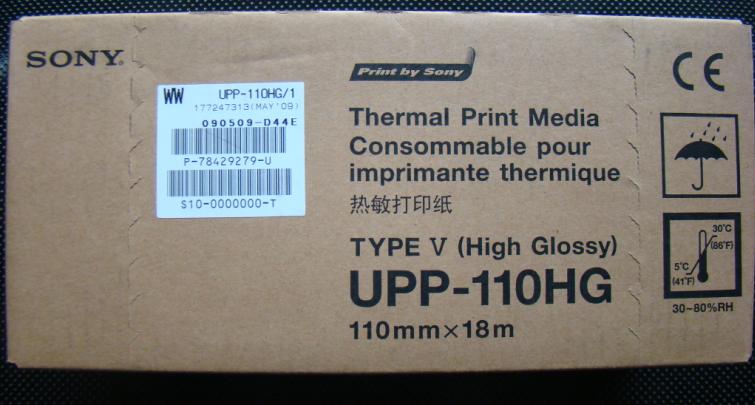 SONY®
WW UPP-110HG/1
177247313(MAY'09)
090509-D44E
P-78429279-U
S10-0000000-T
Print by Sony
Thermal Print Media
Consommable pour
imprimante thermique
热敏打印纸
TYPE V (High Glossy)
UPP-110HG
110mm×18m
CE
30°C
(86°F)
5°C
(41°F)
30~80%RH